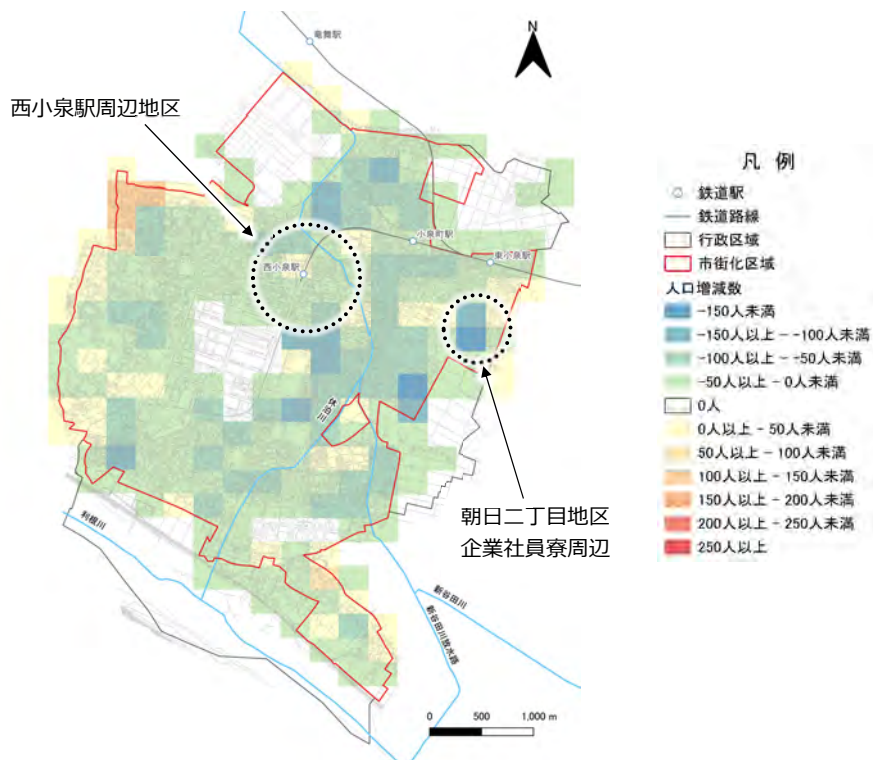 竜舞駅
N
西小泉駅周辺地区
小泉町駅
東小泉駅
西小泉駅
休泊川
利根川
朝日二丁目地区
企業社員寮周辺
新谷田川
新谷田川放水路
0 500 1,000 m
凡 例
鉄道駅
鉄道路線
行政区域
市街化区域
人口増減数
-150人未満
-150人以上 - -100人未満
-100人以上 - -50人未満
-50人以上 - 0人未満
0人
0人以上 - 50人未満
50人以上 - 100人未満
100人以上 - 150人未満
150人以上 - 200人未満
200人以上 - 250人未満
250人以上